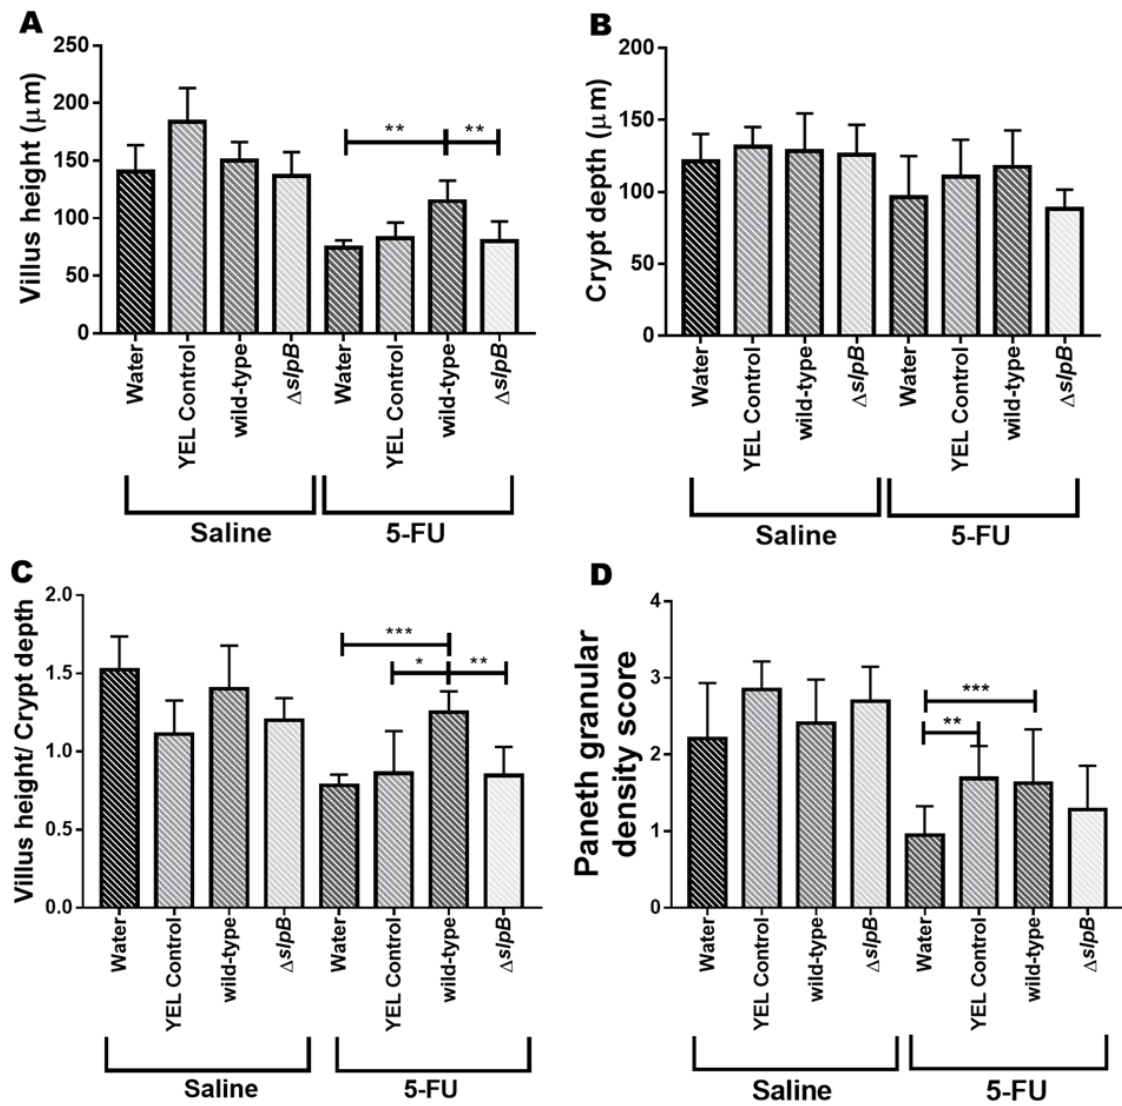 A
Villus height (μm)
250
200
150
100
50
0
** **
Water
YEL Control
wild-type
ΔslpB
Water
YEL Control
wild-type
ΔslpB
Saline
5-FU
B
Crypt depth (μm)
200
150
100
50
0
Water
YEL Control
wild-type
ΔslpB
Water
YEL Control
wild-type
ΔslpB
Saline
5-FU
C
Villus height/ Crypt depth
2.0
1.5
1.0
0.5
0.0
***
* **
Water
YEL Control
wild-type
ΔslpB
Water
YEL Control
wild-type
ΔslpB
Saline
5-FU
D
Paneth granular
density score
4
3
2
1
0
***
**
Water
YEL Control
wild-type
ΔslpB
Water
YEL Control
wild-type
ΔslpB
Saline
5-FU